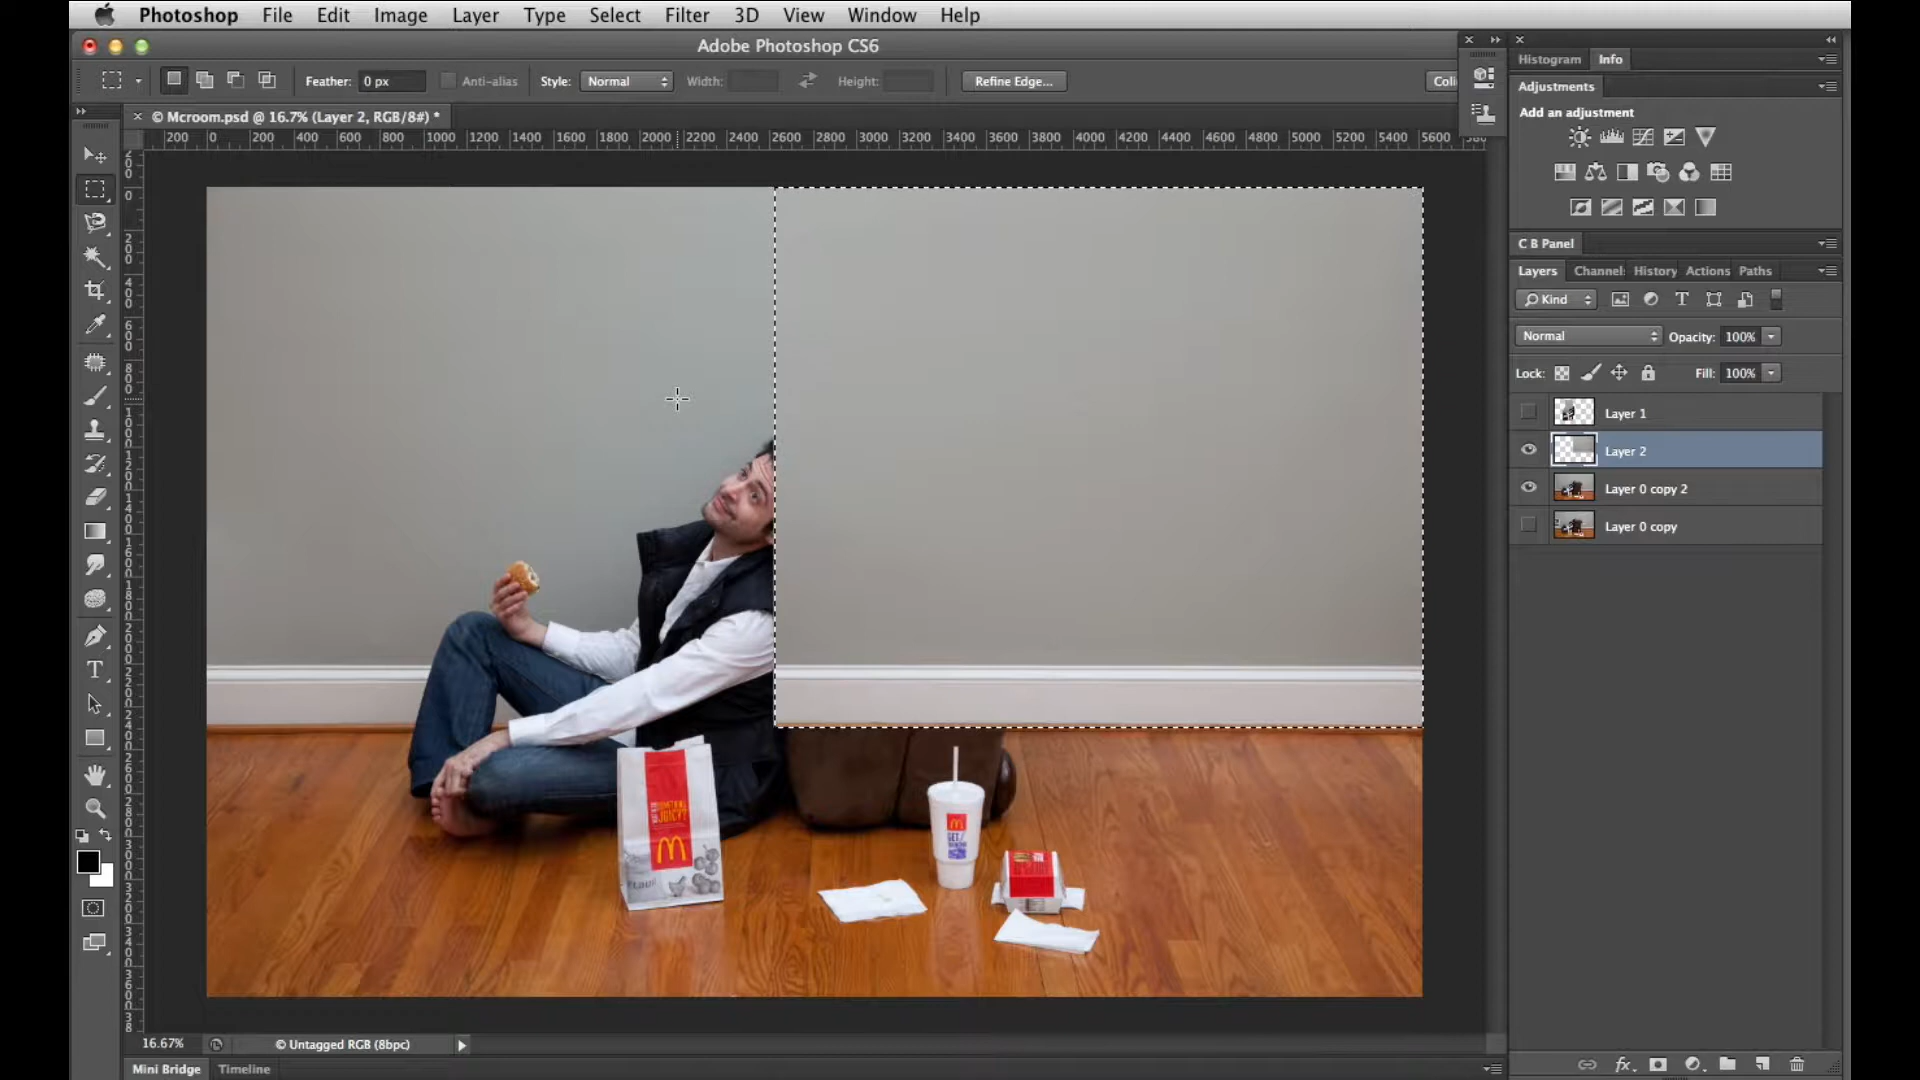 Photoshop File Edit Image Layer Type Select Filter 3D View Window Help
Adobe Photoshop CS6
Feather: 0 px Anti-alias Style: Normal Width: Height: Refine Edge...
Histogram Info
Adjustments
Add an adjustment
© Mcroom.psd @ 16.7% (Layer 2, RGB/8#) *
200 0 200 400 600 800 1000 1200 1400 1600 1800 2000 2200 2400 2600 2800 3000 3200 3400 3600 3800 4000 4200 4400 4600 4800 5000 5200 5400 5600
C B Panel
Layers Channel History Actions Paths
Kind
Normal Opacity: 100%
Lock: Fill: 100%
Layer 1
Layer 2
Layer 0 copy 2
Layer 0 copy
16.67% © Untagged RGB (8bpc)
Mini Bridge Timeline